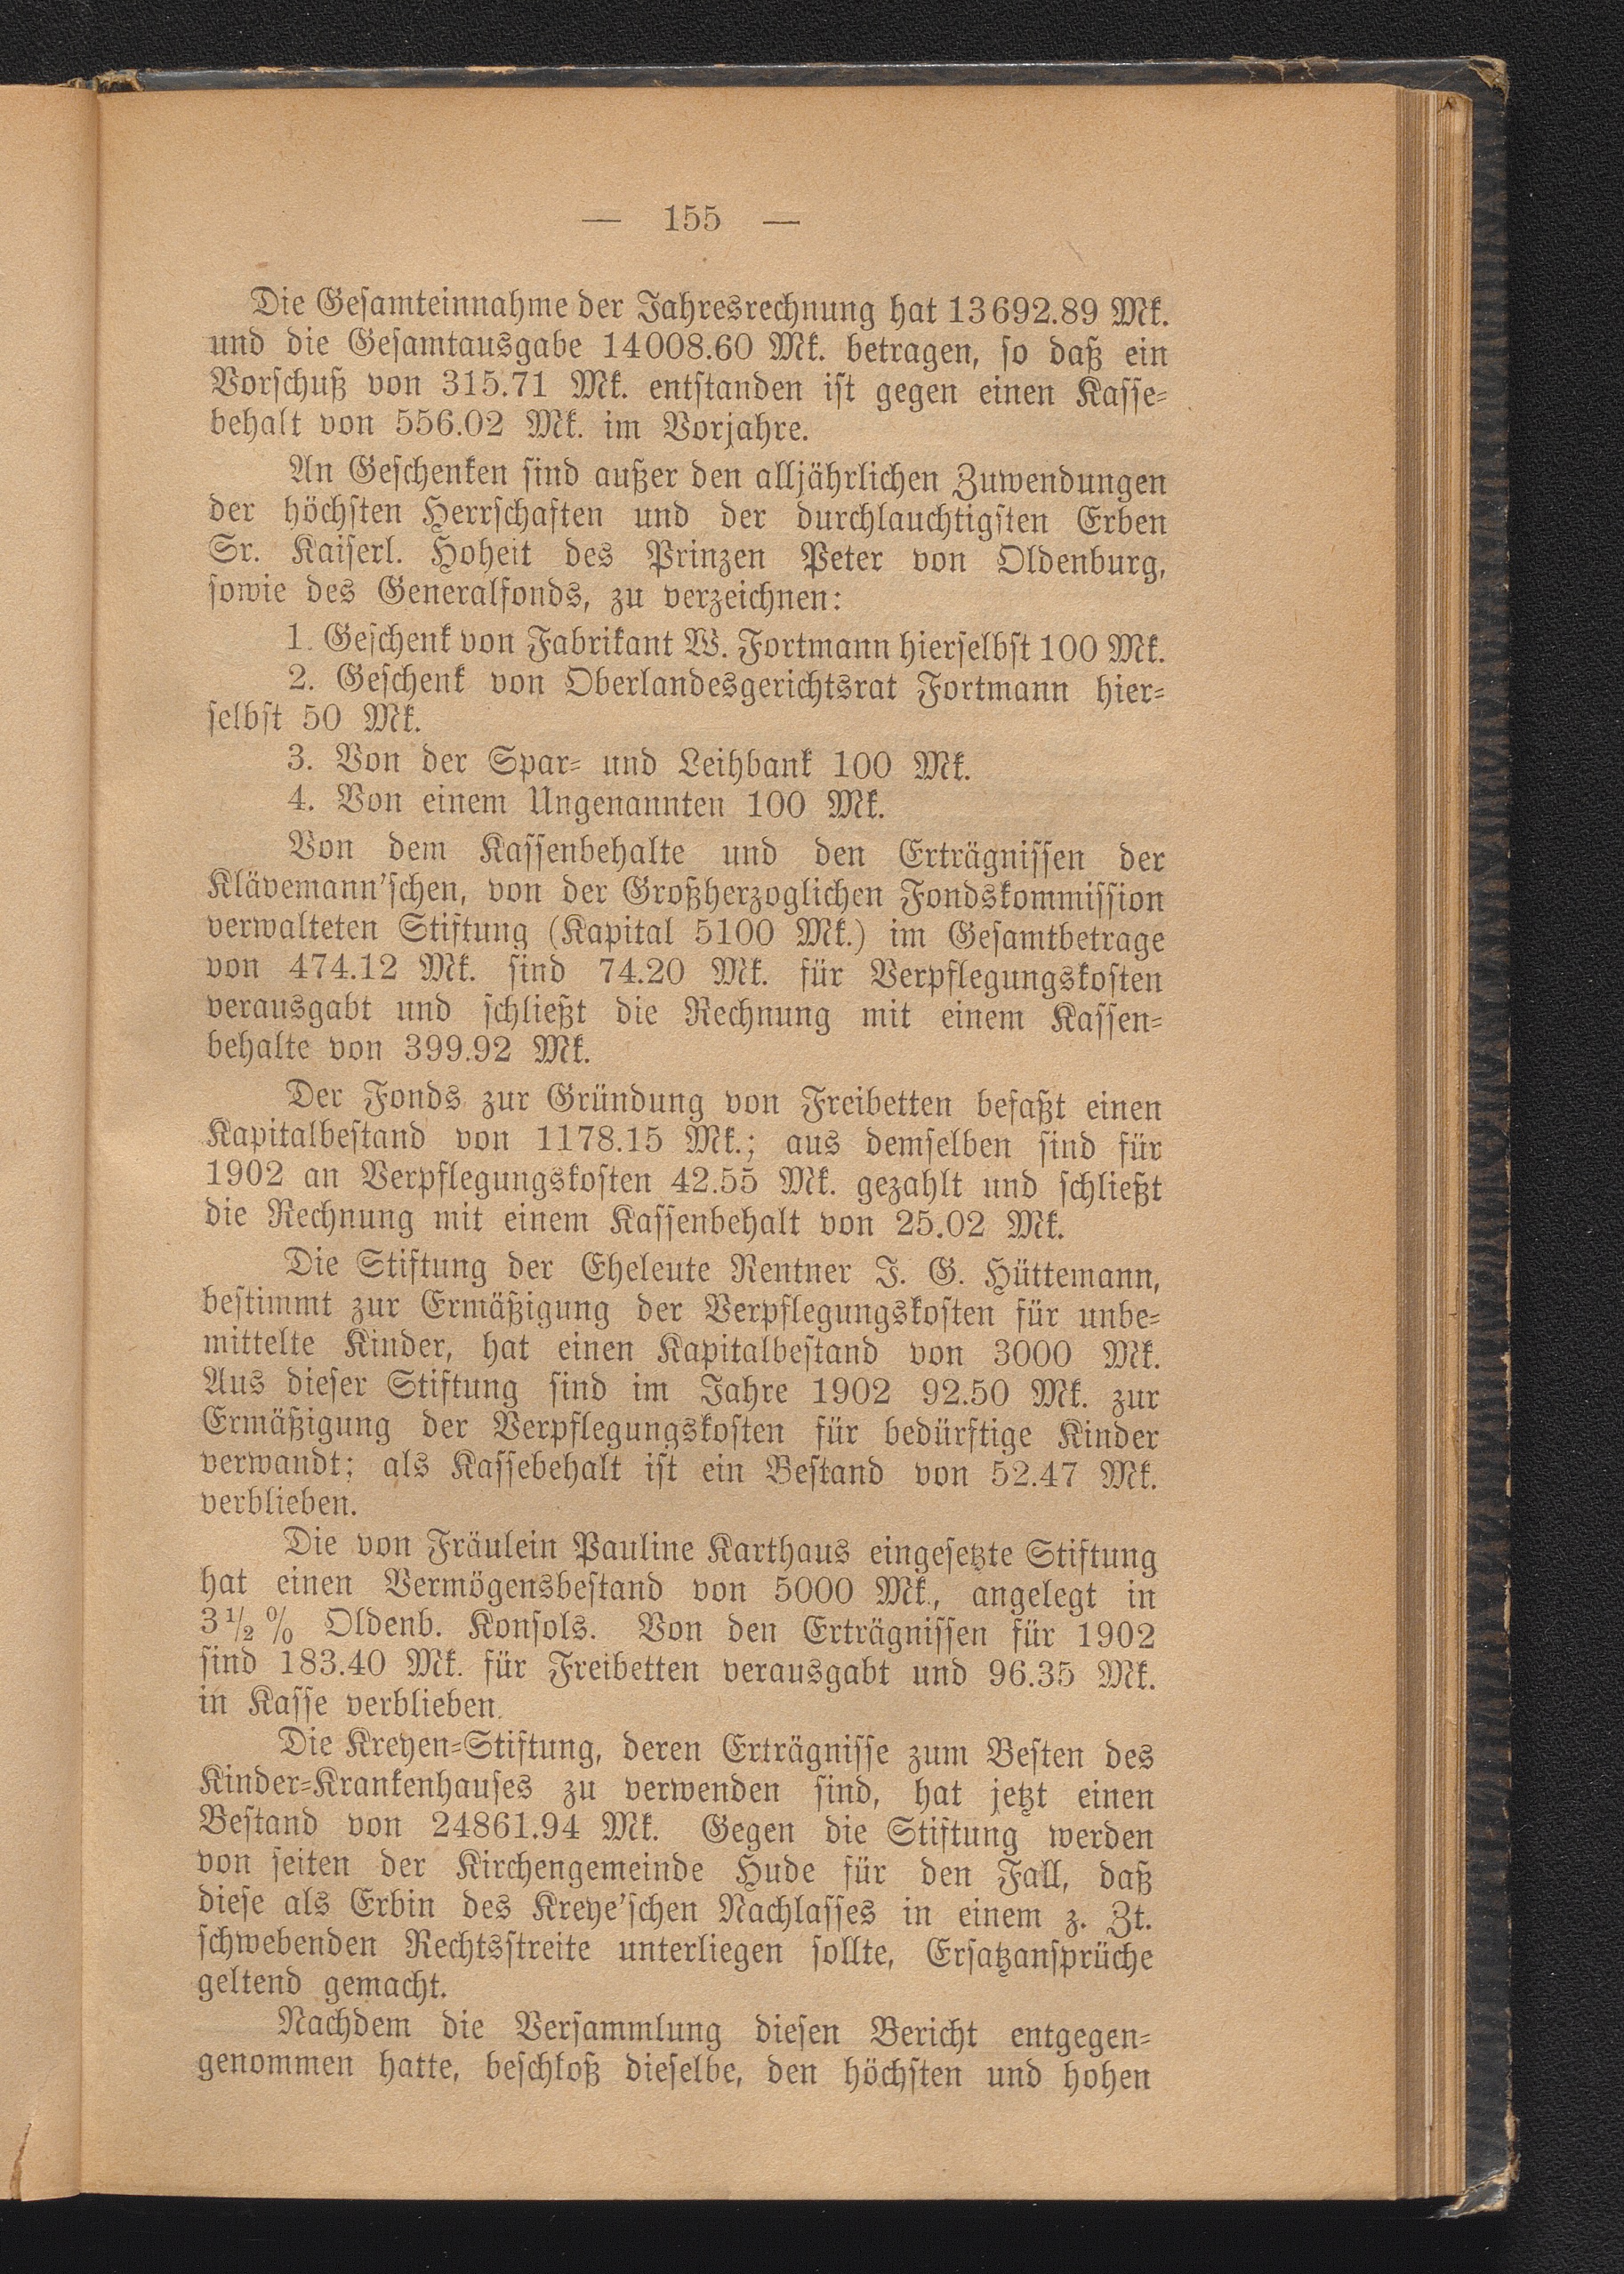 — 155 —
Die Gesamteinnahme der Jahresrechnung hat 13692.89 Mk.
und die Gesamtausgabe 14008.60 Mk. betragen, so daß ein
Vorschuß von 315.71 Mk. entstanden ist gegen einen Kasse-
behalt von 556.02 Mk. im Vorjahre.
An Geschenken sind außer den alljährlichen Zuwendungen
der höchsten Herrschaften und der durchlauchtigsten Erben
Sr. Kaiserl. Hoheit des Prinzen Peter von Oldenburg,
sowie des Generalfonds, zu verzeichnen:
1. Geschenk von Fabrikant W. Fortmann hierselbst 100 Mk.
2. Geschenk von Oberlandesgerichtsrat Fortmann hier-
selbst 50 Mk.
3. Von der Spar- und Leihbank 100 Mk.
4. Von einem Ungenannten 100 Mk.
Von dem Kassenbehalte und den Erträgnissen der
Klävemann'schen, von der Großherzoglichen Fondskommission
verwalteten Stiftung (Kapital 5100 Mk.) im Gesamtbetrage
von 474.12 Mk. sind 74.20 Mk. für Verpflegungskosten
verausgabt und schließt die Rechnung mit einem Kassen-
behalte von 399.92 Mk.
Der Fonds zur Gründung von Freibetten befaßt einen
Kapitalbestand von 1178.15 Mk.; aus demselben sind für
1902 an Verpflegungskosten 42.55 Mk. gezahlt und schließt
die Rechnung mit einem Kassenbehalt von 25.02 Mk.
Die Stiftung der Eheleute Rentner J. G. Hüttemann,
bestimmt zur Ermäßigung der Verpflegungskosten für unbe-
mittelte Kinder, hat einen Kapitalbestand von 3000 Mk.
Aus dieser Stiftung sind im Jahre 1902 92.50 Mk. zur
Ermäßigung der Verpflegungskosten für bedürftige Kinder
verwandt; als Kassebehalt ist ein Bestand von 52.47 Mk.
verblieben.
Die von Fräulein Pauline Karthaus eingesetzte Stiftung
hat einen Vermögensbestand von 5000 Mk., angelegt in
3½ % Oldenb. Konsols. Von den Erträgnissen für 1902
sind 183.40 Mk. für Freibetten verausgabt und 96.35 Mk.
in Kasse verblieben.
Die Kreyen-Stiftung, deren Erträgnisse zum Besten des
Kinder-Krankenhauses zu verwenden sind, hat jetzt einen
Bestand von 24861.94 Mk. Gegen die Stiftung werden
von seiten der Kirchengemeinde Hude für den Fall, daß
diese als Erbin des Kreye'schen Nachlasses in einem z. Zt.
schwebenden Rechtsstreite unterliegen sollte, Ersatzansprüche
geltend gemacht.
Nachdem die Versammlung diesen Bericht entgegen-
genommen hatte, beschloß dieselbe, den höchsten und hohen